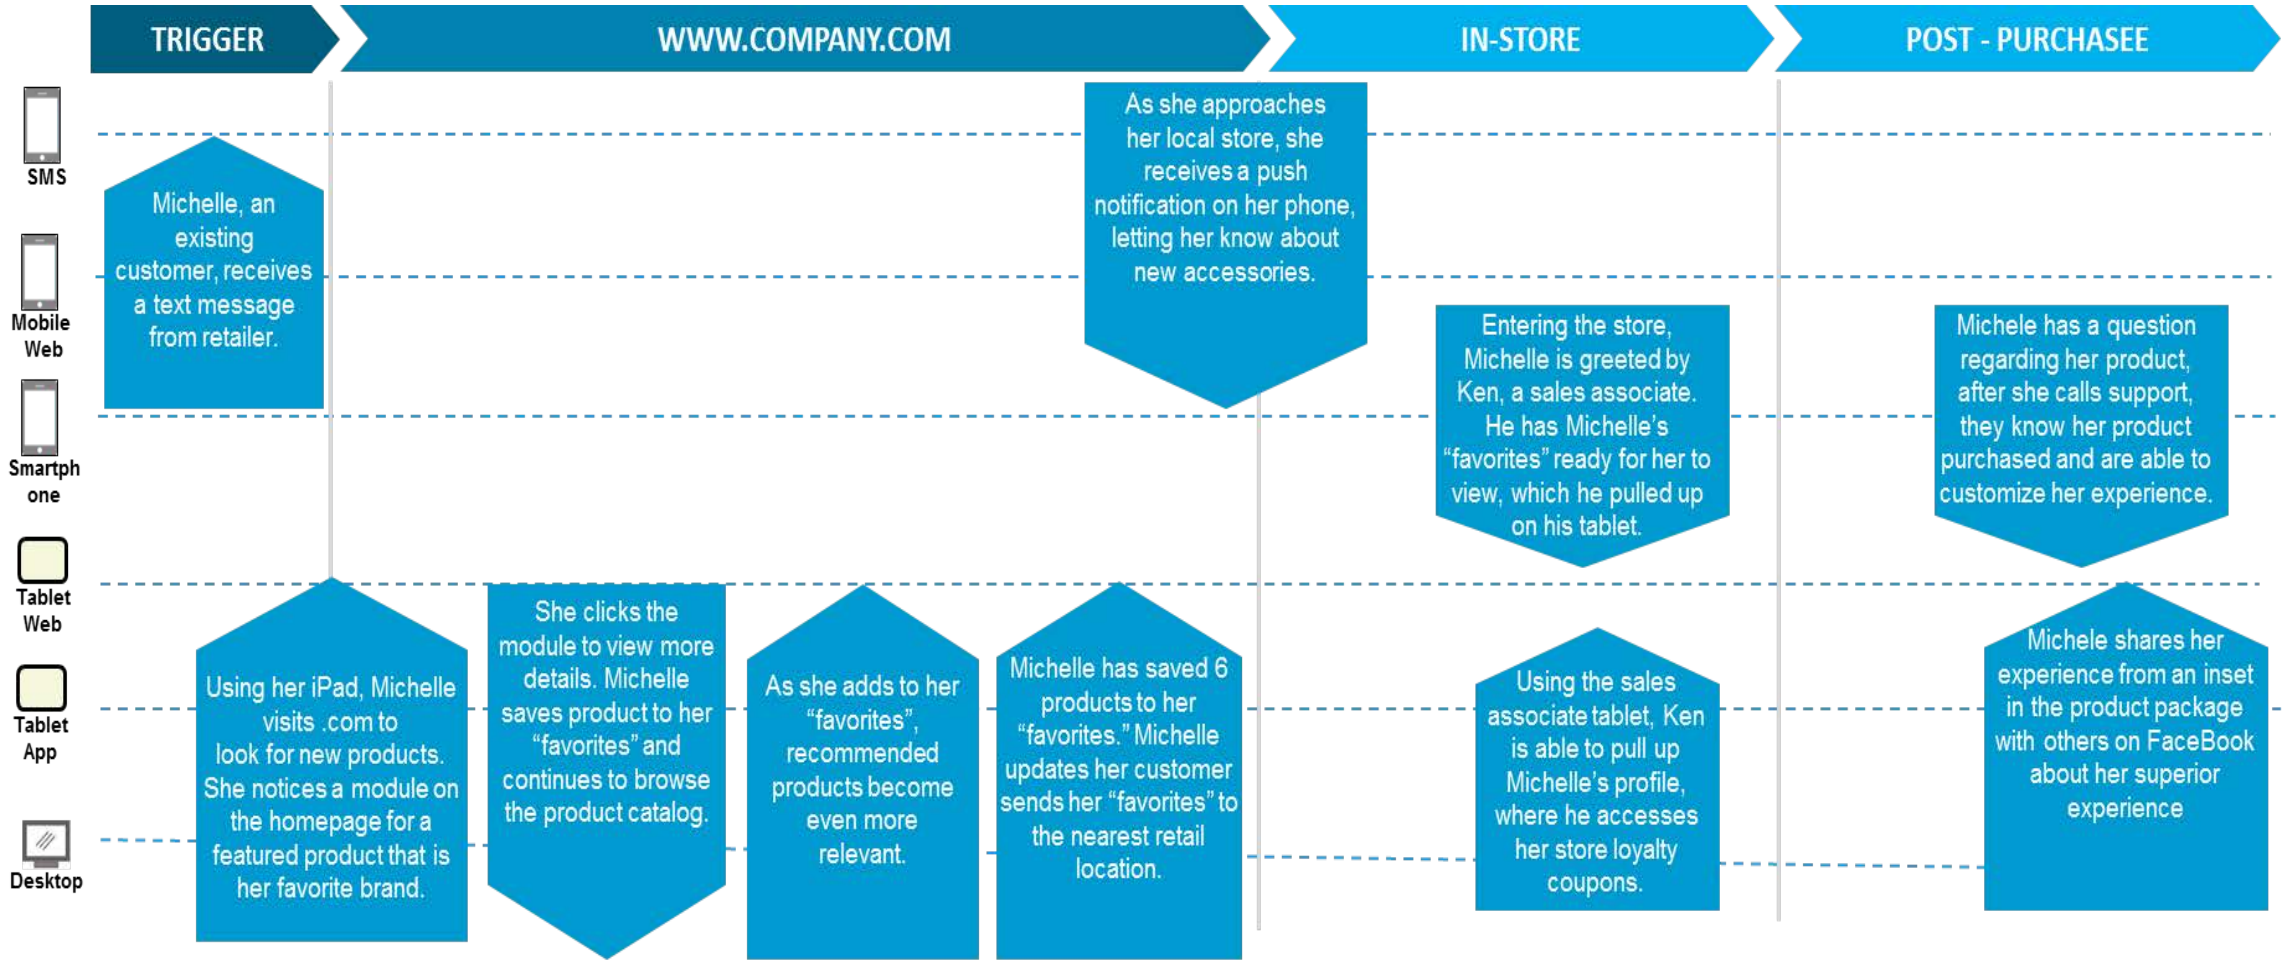 TRIGGER
WWW.COMPANY.COM
IN-STORE
POST - PURCHASEE
SMS
Mobile
Web
Smartph
one
Tablet
Web
Tablet
App
Desktop
Michelle, an
existing
customer, receives
a text message
from retailer.
Using her iPad, Michelle
visits .com to
look for new products.
She notices a module on
the homepage for a
featured product that is
her favorite brand.
She clicks the
module to view more
details. Michelle
saves product to her
“favorites” and
continues to browse
the product catalog.
As she adds to her
“favorites”,
recommended
products become
even more
relevant.
Michelle has saved 6
products to her
“favorites.” Michelle
updates her customer
sends her “favorites” to
the nearest retail
location.
As she approaches
her local store, she
receives a push
notification on her phone,
letting her know about
new accessories.
Entering the store,
Michelle is greeted by
Ken, a sales associate.
He has Michelle’s
“favorites” ready for her to
view, which he pulled up
on his tablet.
Using the sales
associate tablet, Ken
is able to pull up
Michelle’s profile,
where he accesses
her store loyalty
coupons.
Michele has a question
regarding her product,
after she calls support,
they know her product
purchased and are able to
customize her experience.
Michele shares her
experience from an inset
in the product package
with others on FaceBook
about her superior
experience